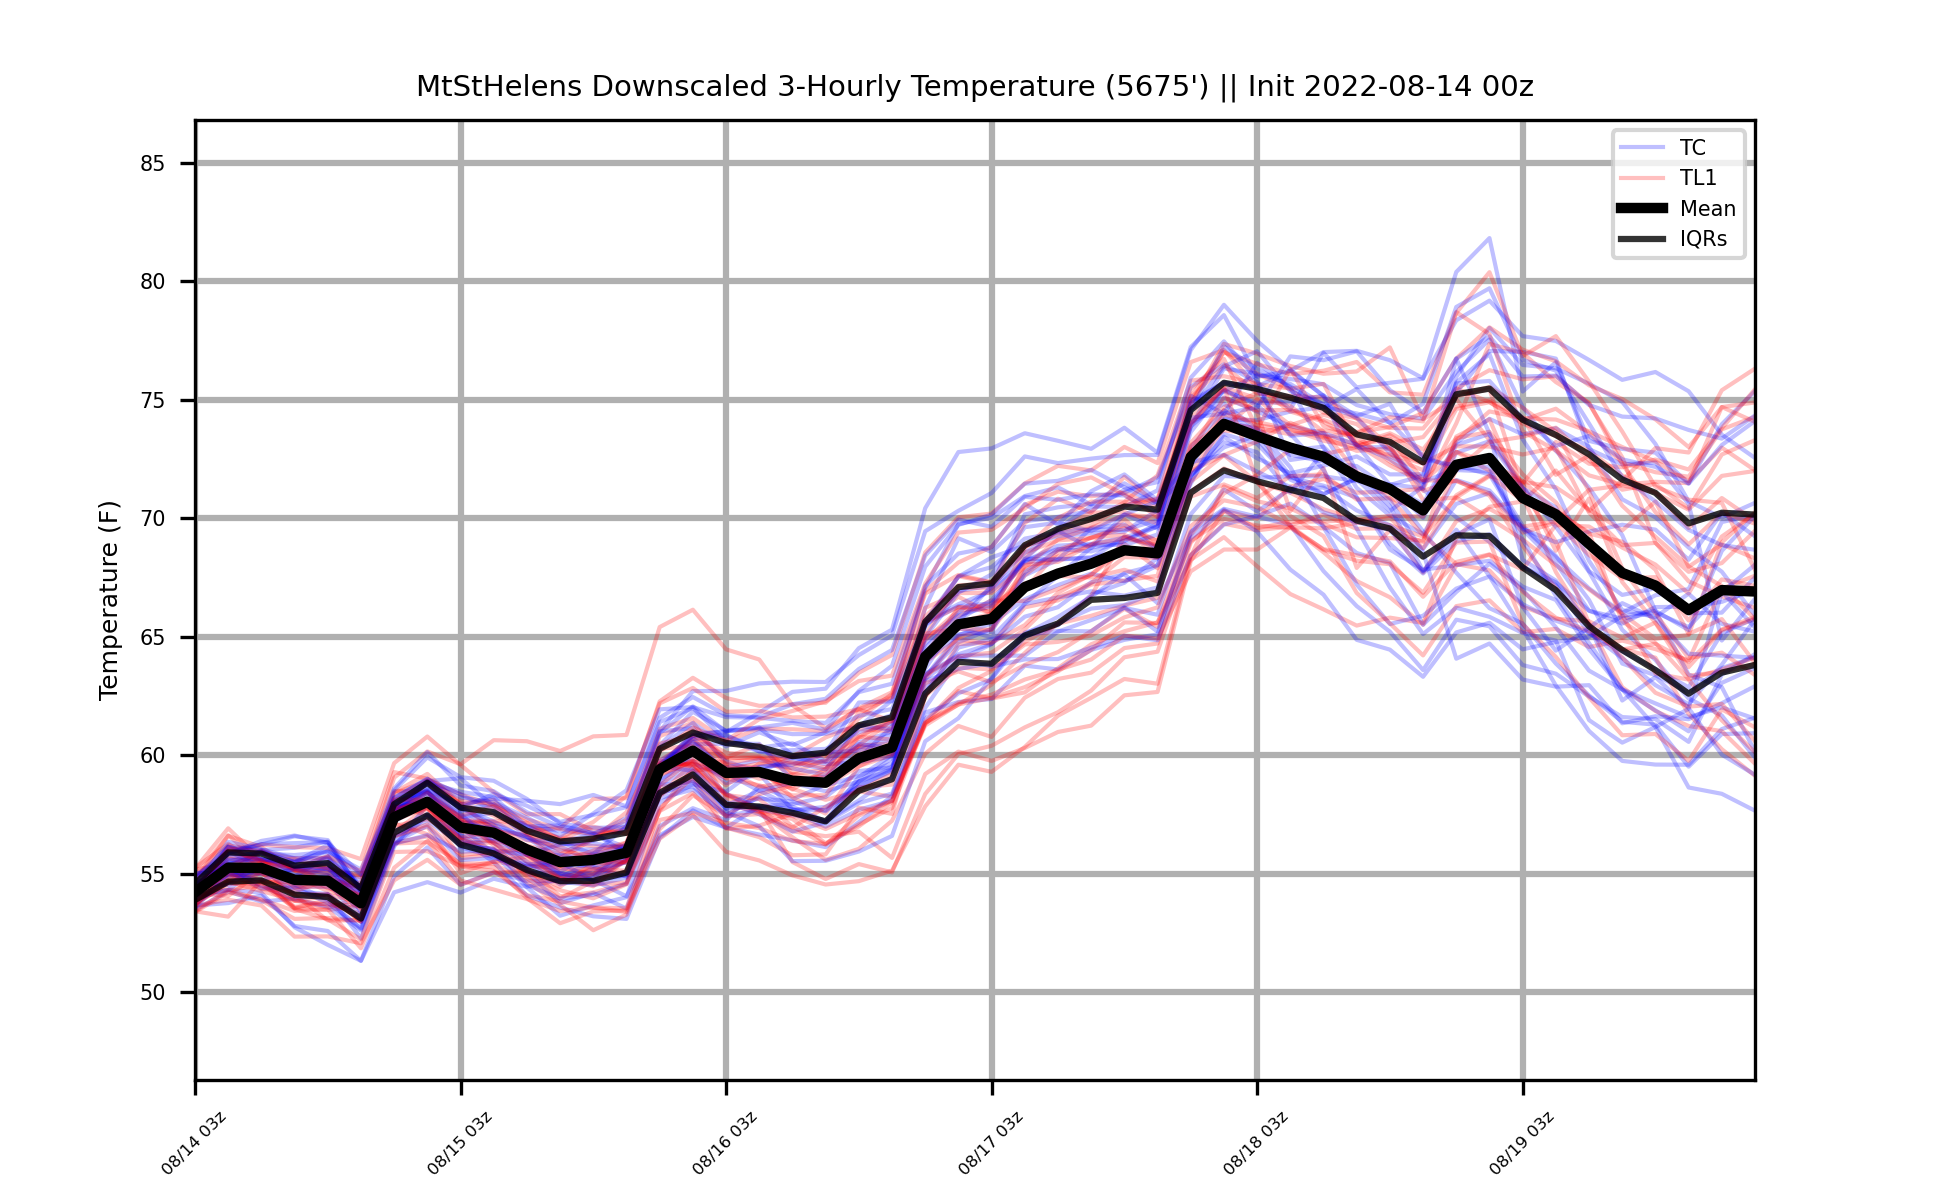 MtStHelens Downscaled 3-Hourly Temperature (5675') || Init 2022-08-14 00z
TC
TL1
Mean
IQRs
Temperature (F)
85
80
75
70
65
60
55
50
08/14 03z
08/15 03z
08/16 03z
08/17 03z
08/18 03z
08/19 03z